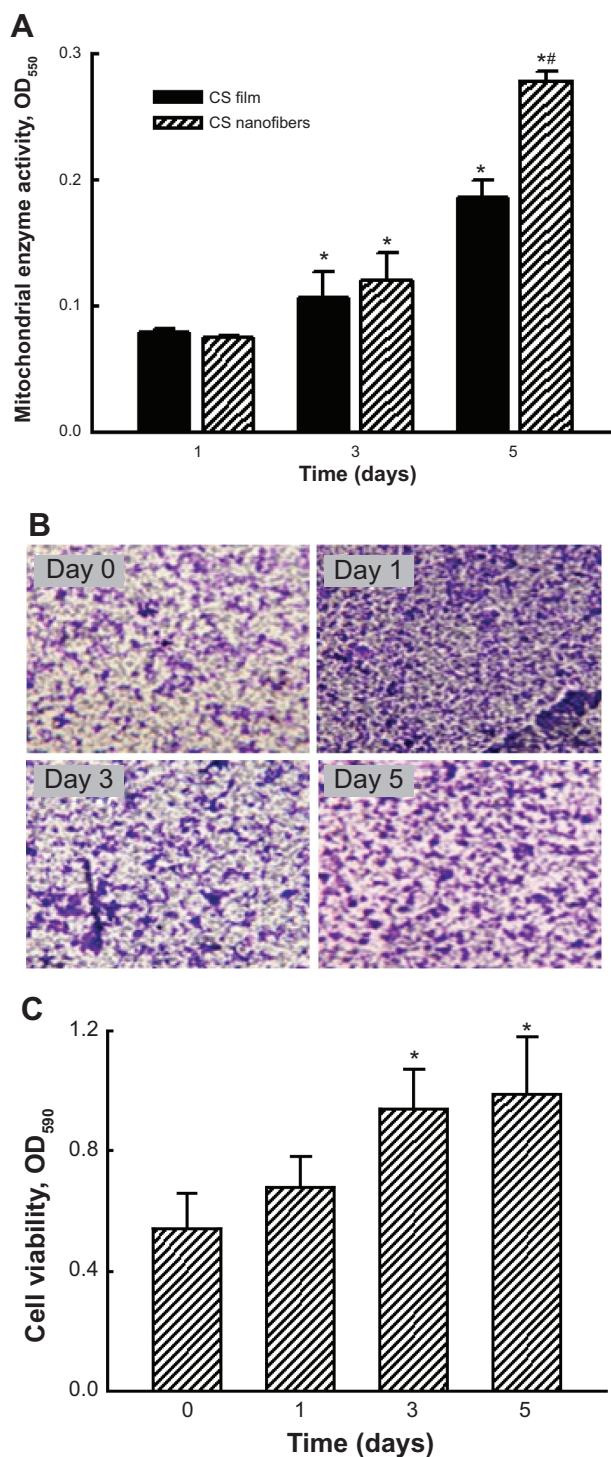 A
Mitochondrial enzyme activity, OD550
0.3
0.2
0.1
0.0
CS film
CS nanofibers
*
*
*
*#
1 3 5
Time (days)
B
Day 0 Day 1
Day 3 Day 5
C
Cell viability, OD590
1.2
0.8
0.4
0.0
*
*
0 1 3 5
Time (days)